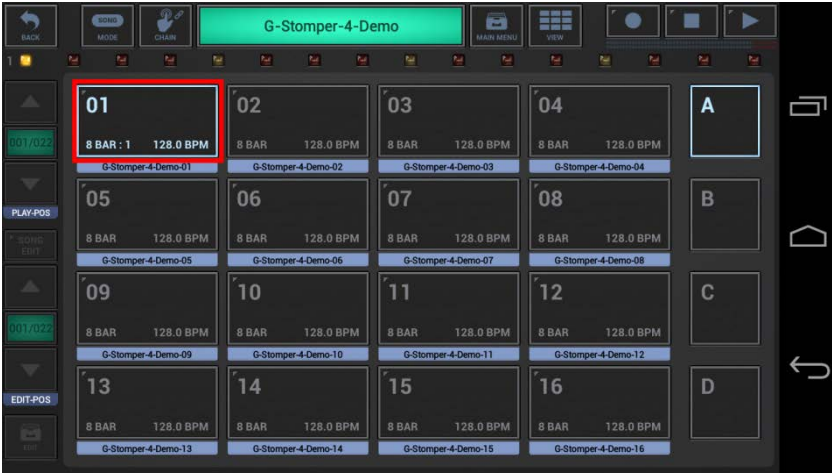 BACK
SONG
MODE
CHAIN
G-Stomper-4-Demo
MAIN MENU
VIEW
1
01
8 BAR : 1 128.0 BPM
G-Stomper-4-Demo-01
02
8 BAR 128.0 BPM
G-Stomper-4-Demo-02
03
8 BAR 128.0 BPM
G-Stomper-4-Demo-03
04
8 BAR 128.0 BPM
G-Stomper-4-Demo-04
A
001/022
PLAY-POS
05
8 BAR 128.0 BPM
G-Stomper-4-Demo-05
06
8 BAR 128.0 BPM
G-Stomper-4-Demo-06
07
8 BAR 128.0 BPM
G-Stomper-4-Demo-07
08
8 BAR 128.0 BPM
G-Stomper-4-Demo-08
B
SONG
EDIT
09
8 BAR 128.0 BPM
G-Stomper-4-Demo-09
10
8 BAR 128.0 BPM
G-Stomper-4-Demo-10
11
8 BAR 128.0 BPM
G-Stomper-4-Demo-11
12
8 BAR 128.0 BPM
G-Stomper-4-Demo-12
C
001/022
EDIT-POS
13
8 BAR 128.0 BPM
G-Stomper-4-Demo-13
14
8 BAR 128.0 BPM
G-Stomper-4-Demo-14
15
8 BAR 128.0 BPM
G-Stomper-4-Demo-15
16
8 BAR 128.0 BPM
G-Stomper-4-Demo-16
D